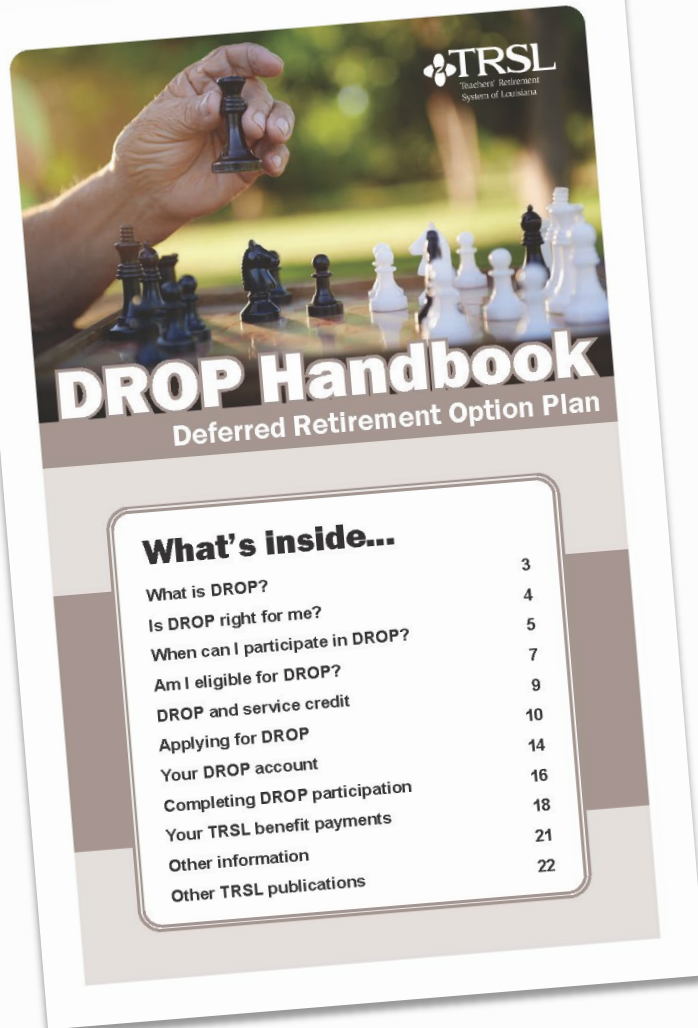 TRSL
Teachers' Retirement
System of Louisiana
DROP Handbook
Deferred Retirement Option Plan
What's inside...
What is DROP? 3
Is DROP right for me? 4
When can I participate in DROP? 5
Am I eligible for DROP? 7
DROP and service credit 9
Applying for DROP 10
Your DROP account 14
Completing DROP participation 16
Your TRSL benefit payments 18
Other information 21
Other TRSL publications 22